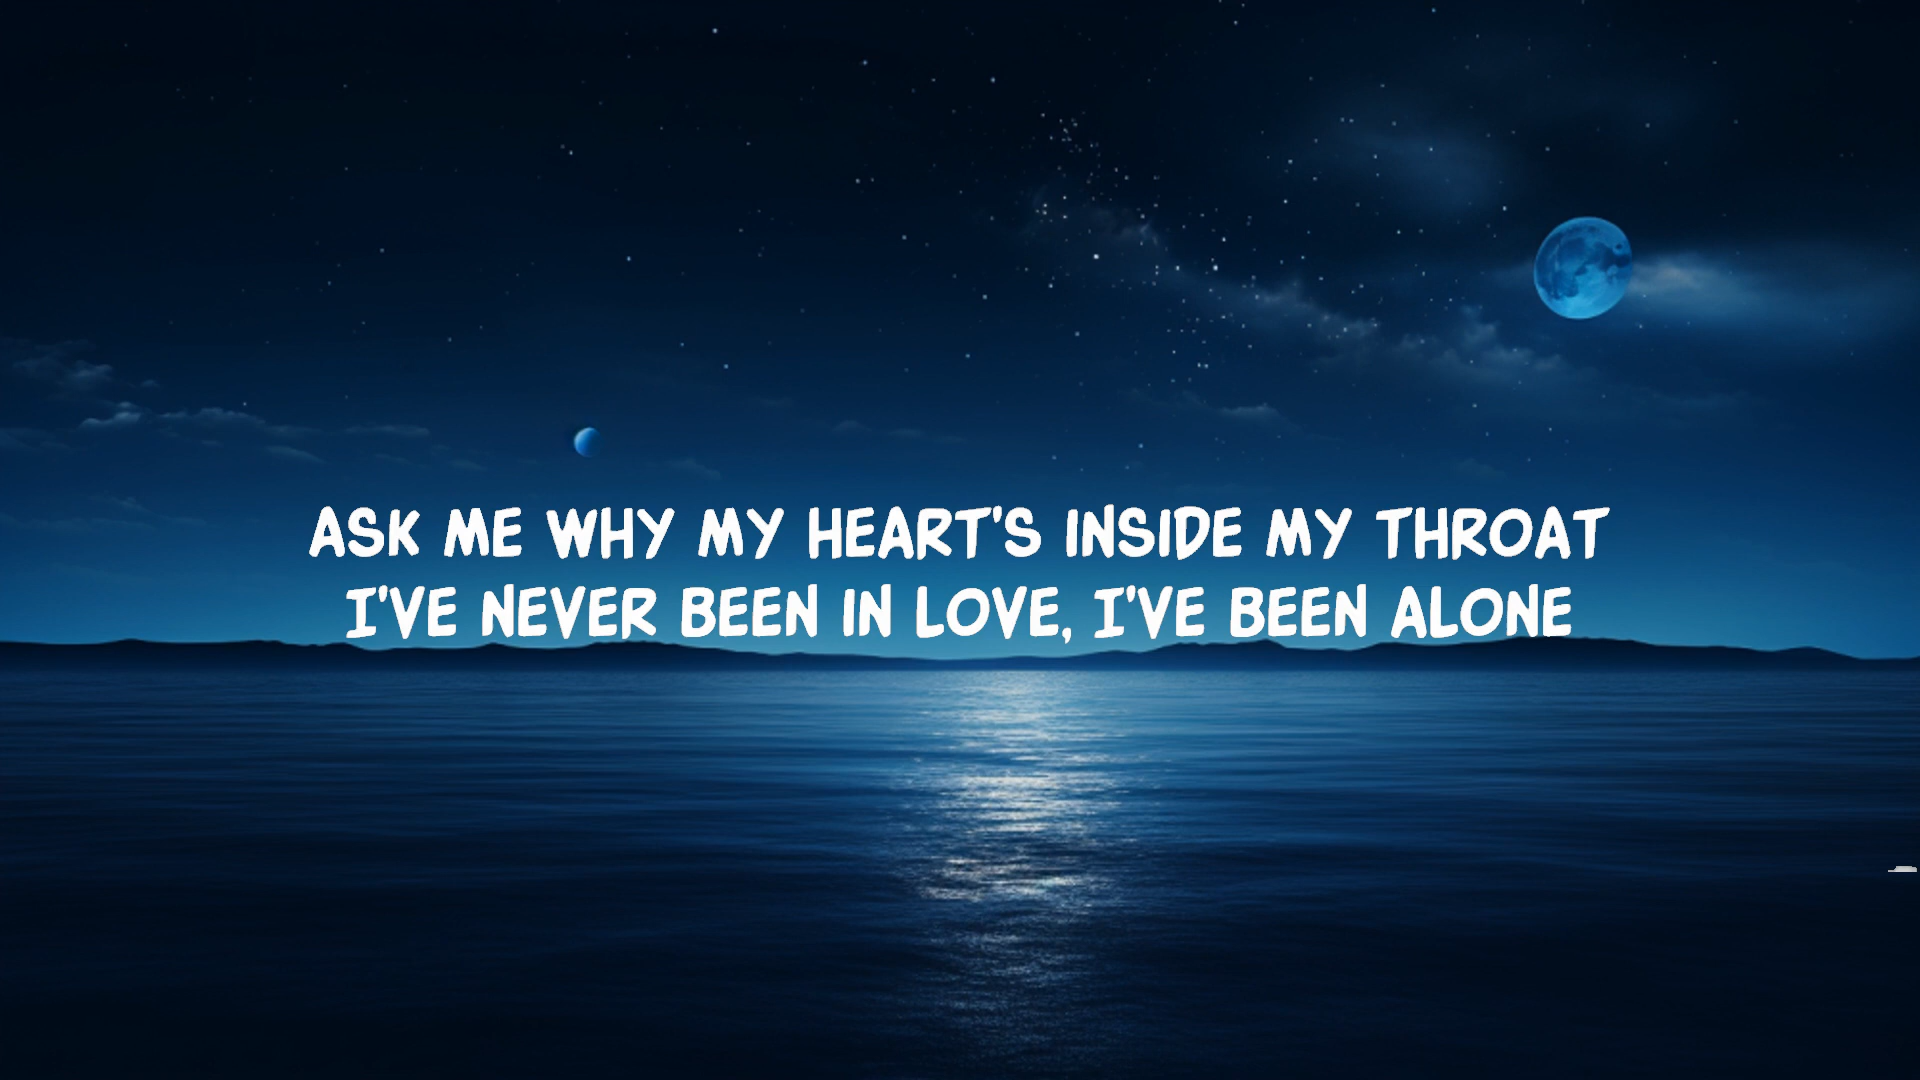 ASK ME WHY MY HEART'S INSIDE MY THROAT
I'VE NEVER BEEN IN LOVE, I'VE BEEN ALONE